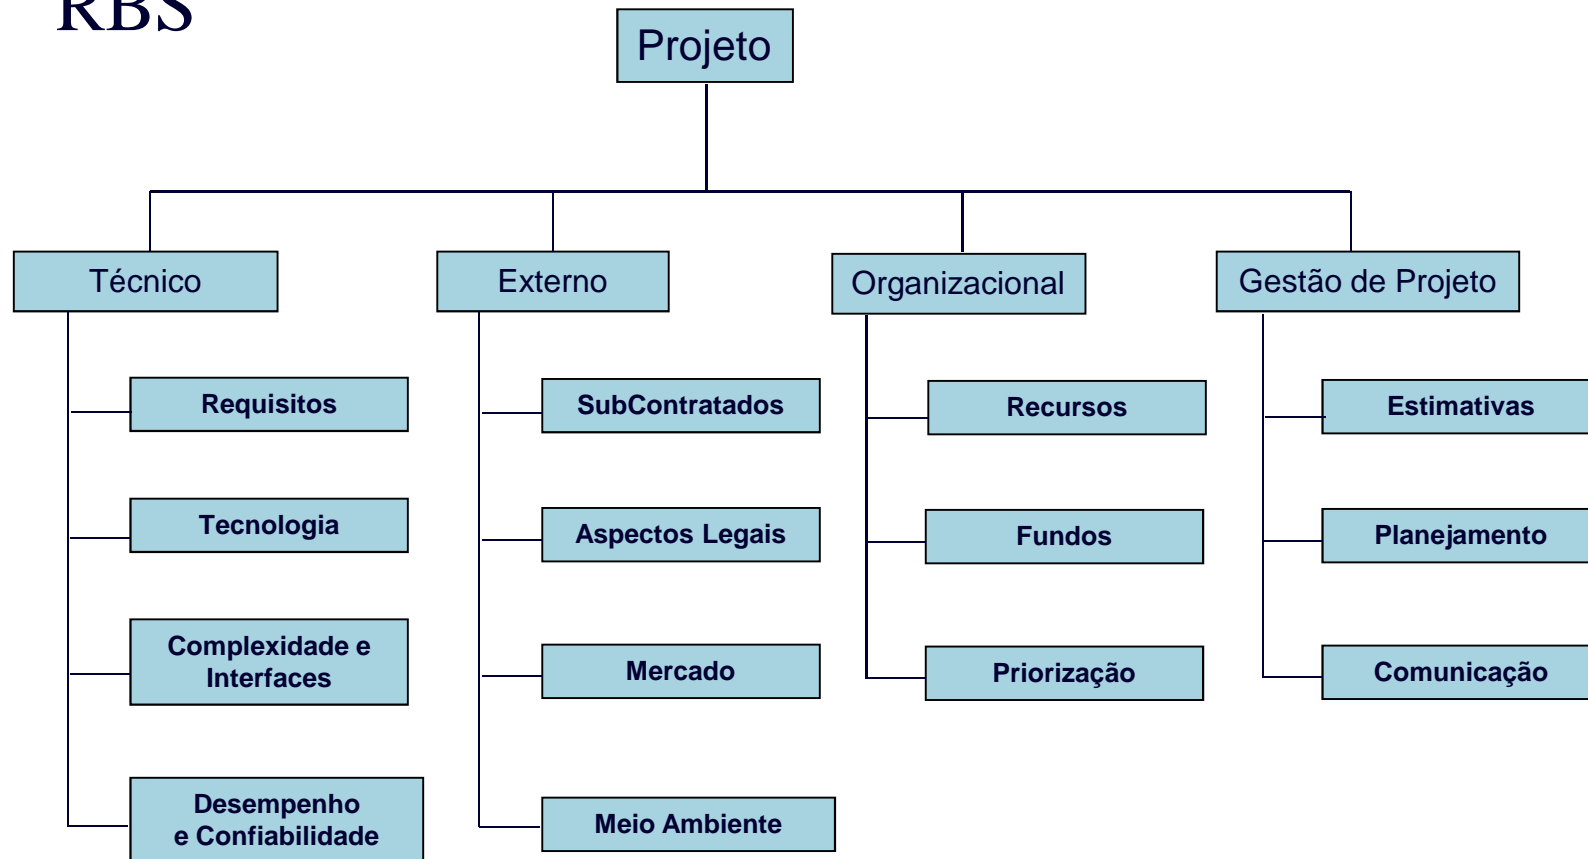 RBS
Projeto
Técnico
Externo
Organizacional
Gestão de Projeto
Requisitos
SubContratados
Recursos
Estimativas
Tecnologia
Aspectos Legais
Fundos
Planejamento
Complexidade e
Interfaces
Mercado
Priorização
Comunicação
Desempenho
e Confiabilidade
Meio Ambiente